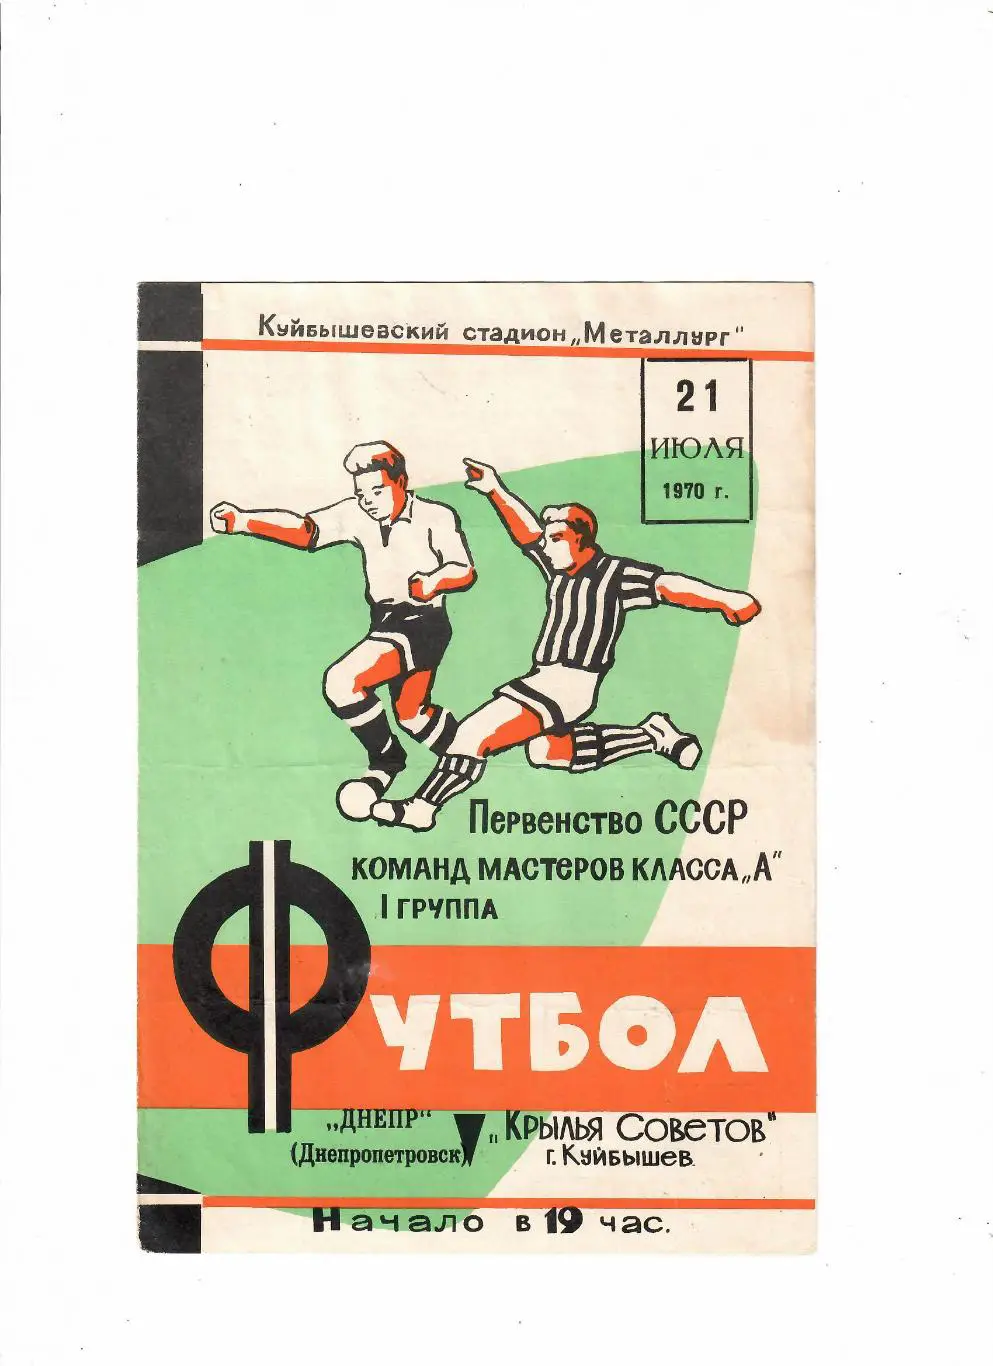 Куйбышевский стадион „Металлург"
21
ИЮЛЯ
1970 г.
Первенство СССР
КОМАНД МАСТЕРОВ КЛАССА „А"
I ГРУППА
ФУТБОЛ
„ДНЕПР“
(Днепропетровск)
„Крылья Советов"
г. Куйбышев
Начало в 19 час.